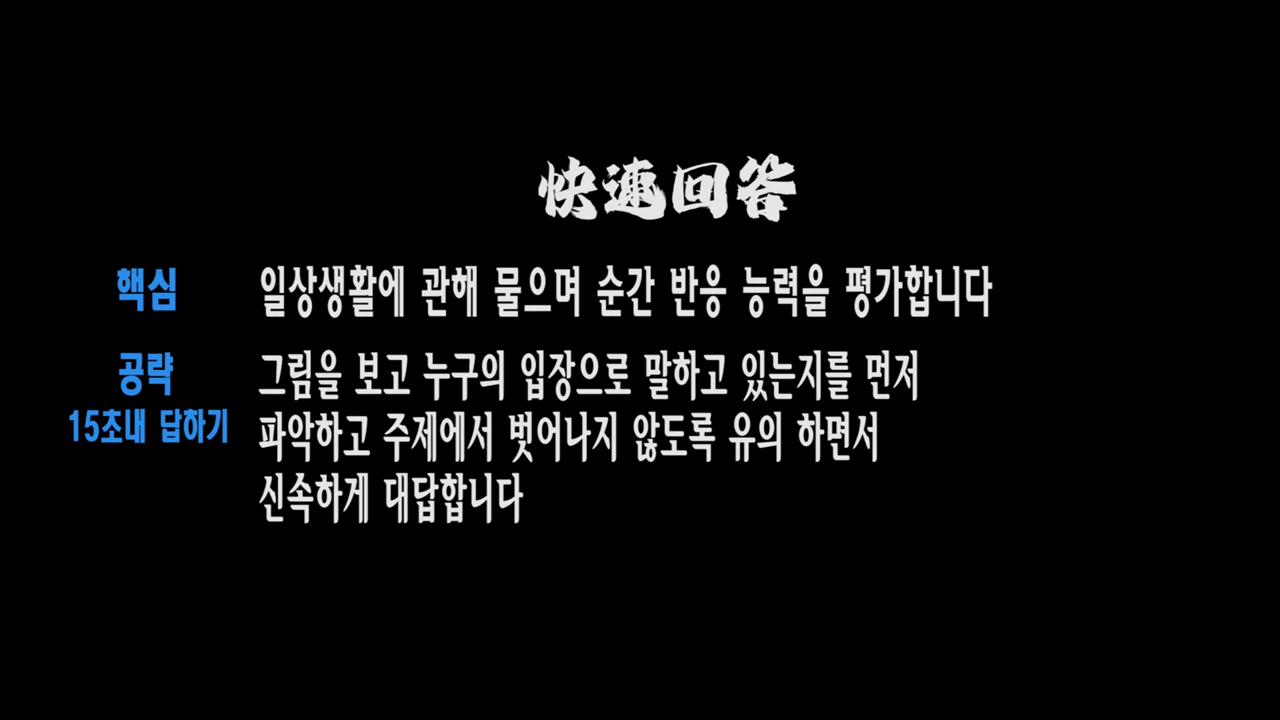 快速回答
핵심 일상생활에 관해 물으며 순간 반응 능력을 평가합니다
공략 그림을 보고 누구의 입장으로 말하고 있는지를 먼저
15초내 답하기 파악하고 주제에서 벗어나지 않도록 유의 하면서
신속하게 대답합니다